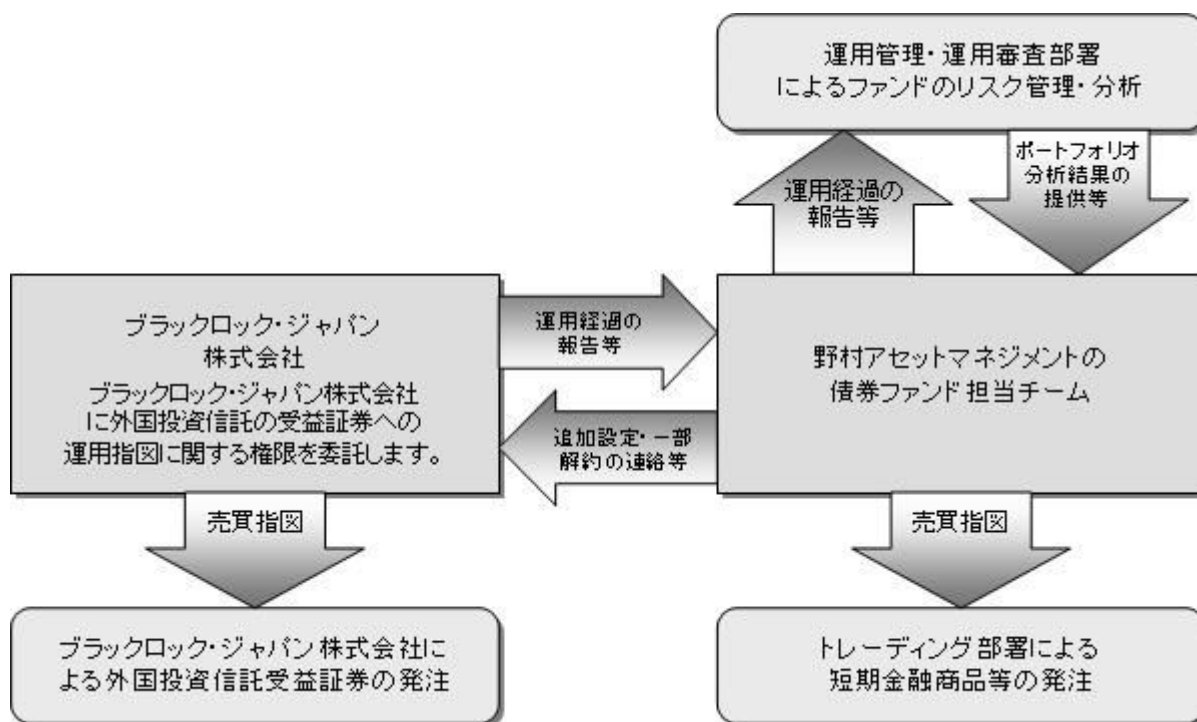 運用管理・運用審査部署
によるファンドのリスク管理・分析
運用経過の
報告等
ポートフォリオ
分析結果の
提供等
ブラックロック・ジャパン
株式会社
ブラックロック・ジャパン株式会社
に外国投資信託の受益証券への
運用指図に関する権限を委託します。
運用経過の
報告等
追加設定・一部
解約の連絡等
野村アセットマネジメントの
債券ファンド担当チーム
売買指図
売買指図
ブラックロック・ジャパン株式会社に
よる外国投資信託受益証券の発注
トレーディング部署による
短期金融商品等の発注